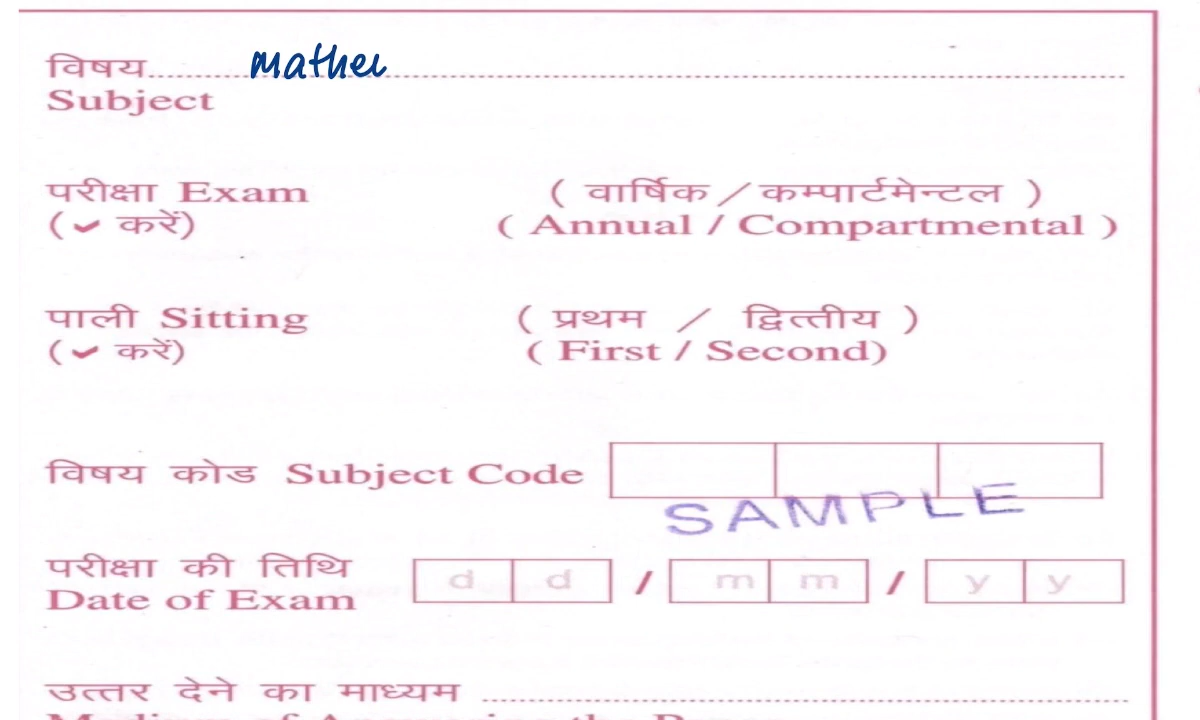 विषय............ mathei............
Subject
परीक्षा Exam ( वार्षिक / कम्पार्टमेन्टल )
(✔ करें) ( Annual / Compartmental )
पाली Sitting ( प्रथम / द्वित्तीय )
(✔ करें) ( First / Second)
विषय कोड Subject Code
SAMPLE
परीक्षा की तिथि d d / m m / y y
Date of Exam
उत्तर देने का माध्यम ............